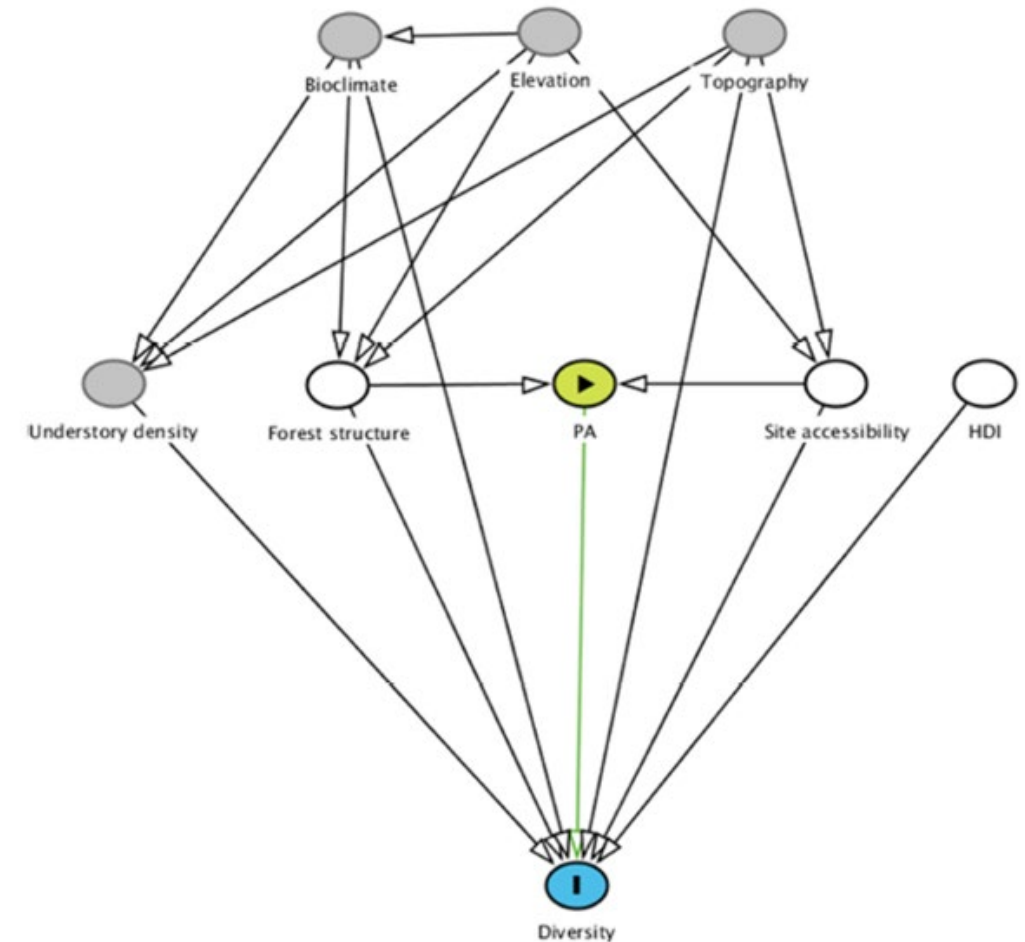 Bioclimate
Elevation
Topography
Understory density
Forest structure
PA
Site accessibility
HDI
Diversity